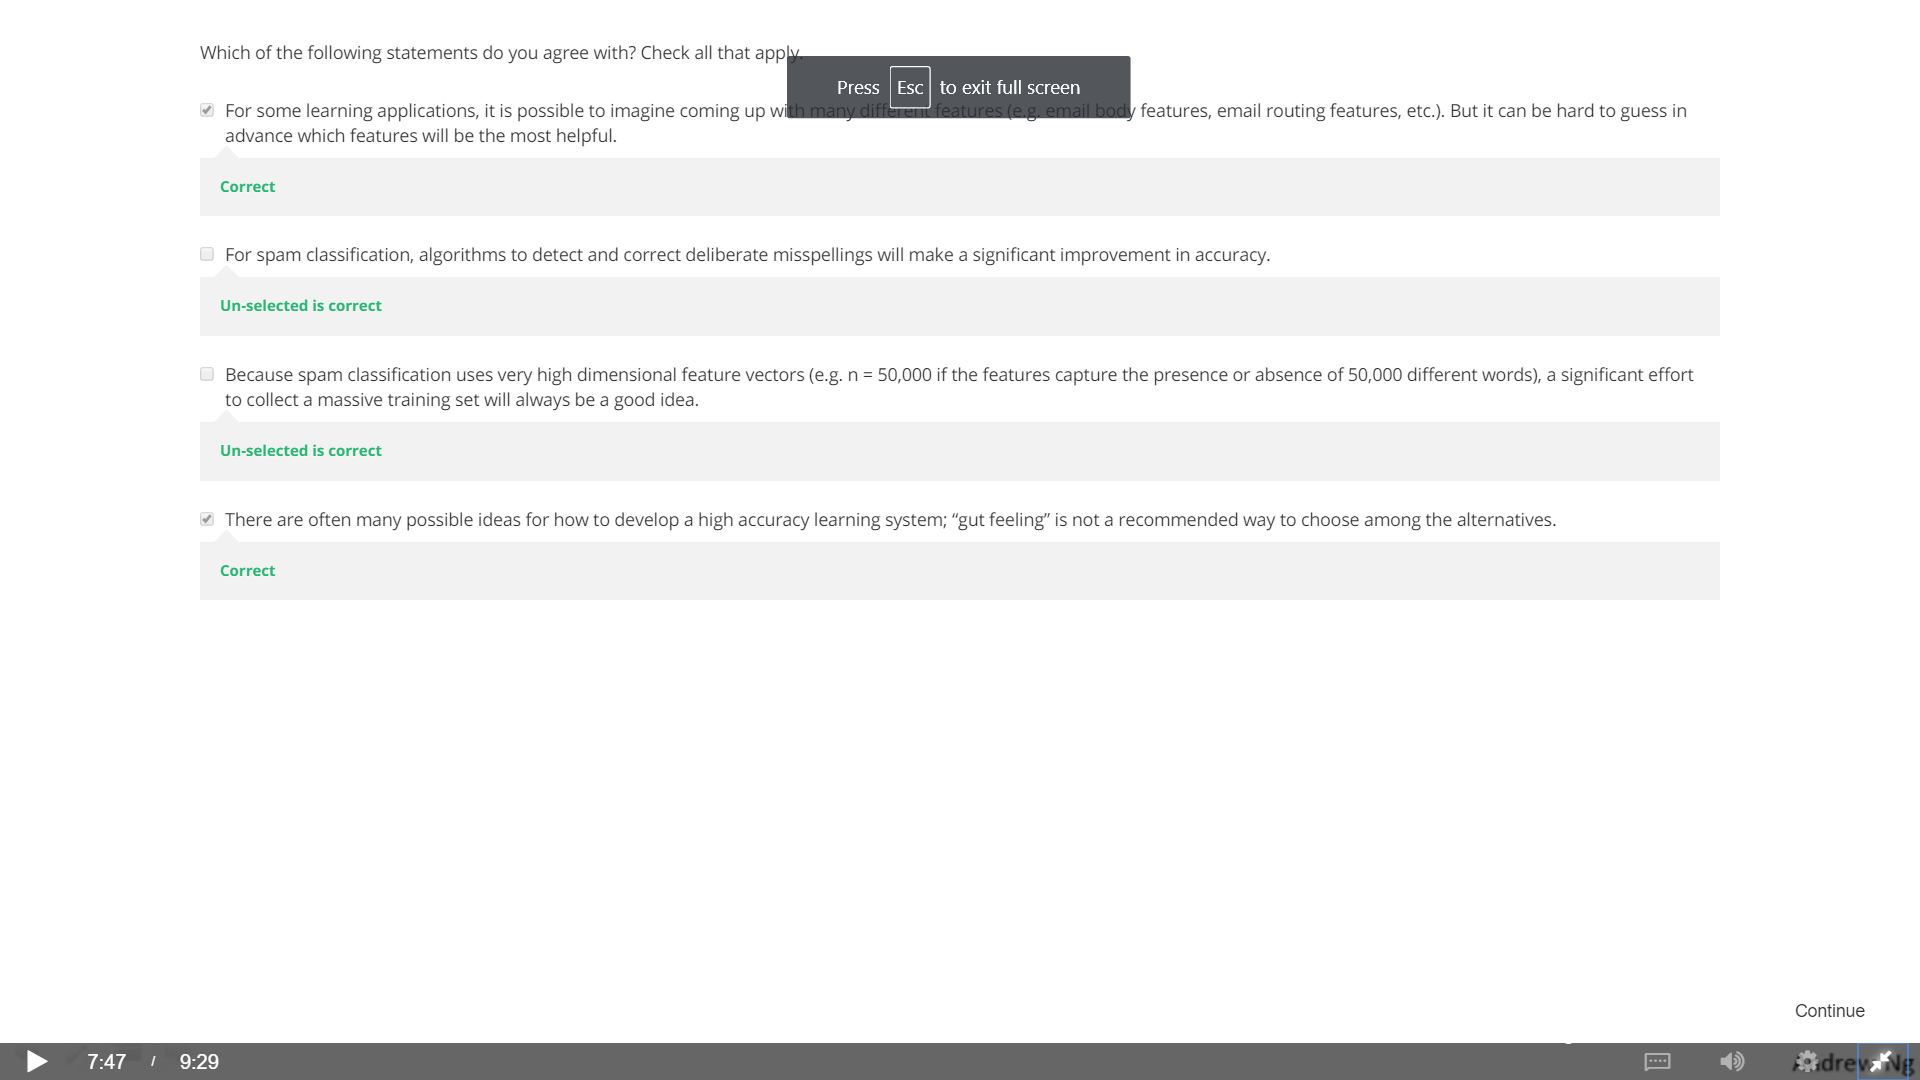 Which of the following statements do you agree with? Check all that apply.
Press Esc to exit full screen
For some learning applications, it is possible to imagine coming up with many different features (e.g. email body features, email routing features, etc.). But it can be hard to guess in
advance which features will be the most helpful.
Correct
For spam classification, algorithms to detect and correct deliberate misspellings will make a significant improvement in accuracy.
Un-selected is correct
Because spam classification uses very high dimensional feature vectors (e.g. n = 50,000 if the features capture the presence or absence of 50,000 different words), a significant effort
to collect a massive training set will always be a good idea.
Un-selected is correct
There are often many possible ideas for how to develop a high accuracy learning system; “gut feeling” is not a recommended way to choose among the alternatives.
Correct
Continue
7:47 / 9:29
Andrew Ng